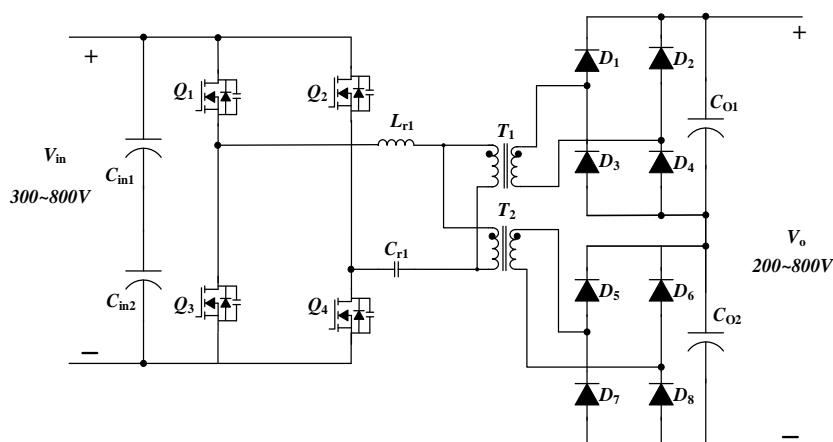 +
Q1
Q2
D1
D2
+
CO1
Lr1
T1
Vin
Cin1
300~800V
D3
D4
T2
Vo
200~800V
Cr1
Cin2
Q3
Q4
D5
D6
CO2
D7
D8
−
−